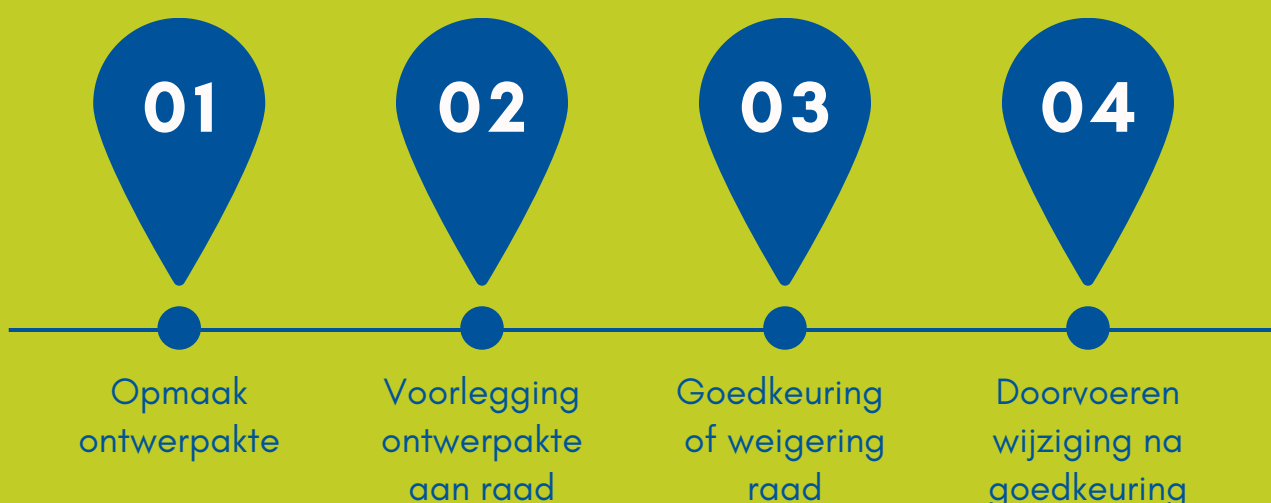 01
Opmaak
ontwerpakte
02
Voorlegging
ontwerpakte
aan raad
03
Goedkeuring
of weigering
raad
04
Doorvoeren
wijziging na
goedkeuring